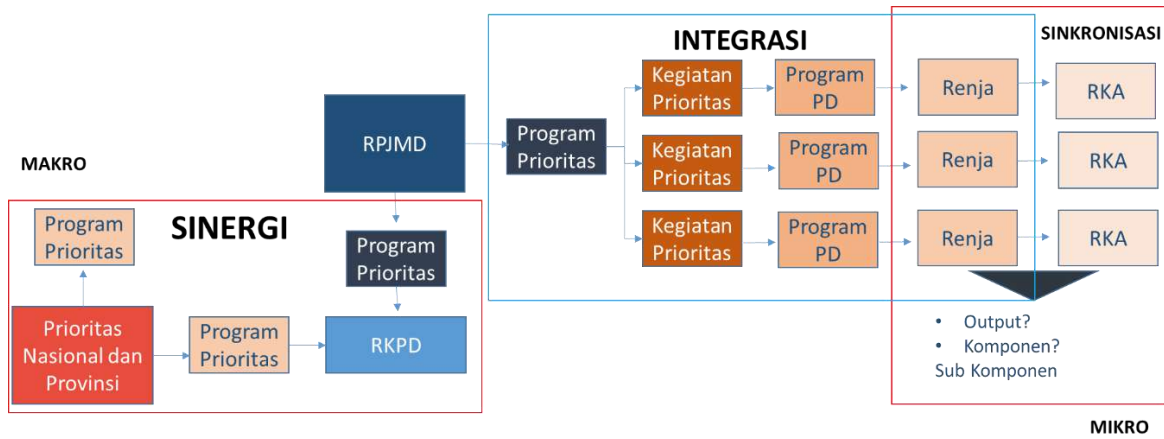 INTEGRASI
SINKRONISASI
Kegiatan
Prioritas
Program
PD
Renja
RKA
RPJMD
Program
Prioritas
Kegiatan
Prioritas
Program
PD
Renja
RKA
MAKRO
Kegiatan
Prioritas
Program
PD
Renja
RKA
SINERGI
Program
Prioritas
Program
Prioritas
Prioritas
Nasional dan
Provinsi
Program
Prioritas
RKPD
• Output?
• Komponen?
Sub Komponen
MIKRO